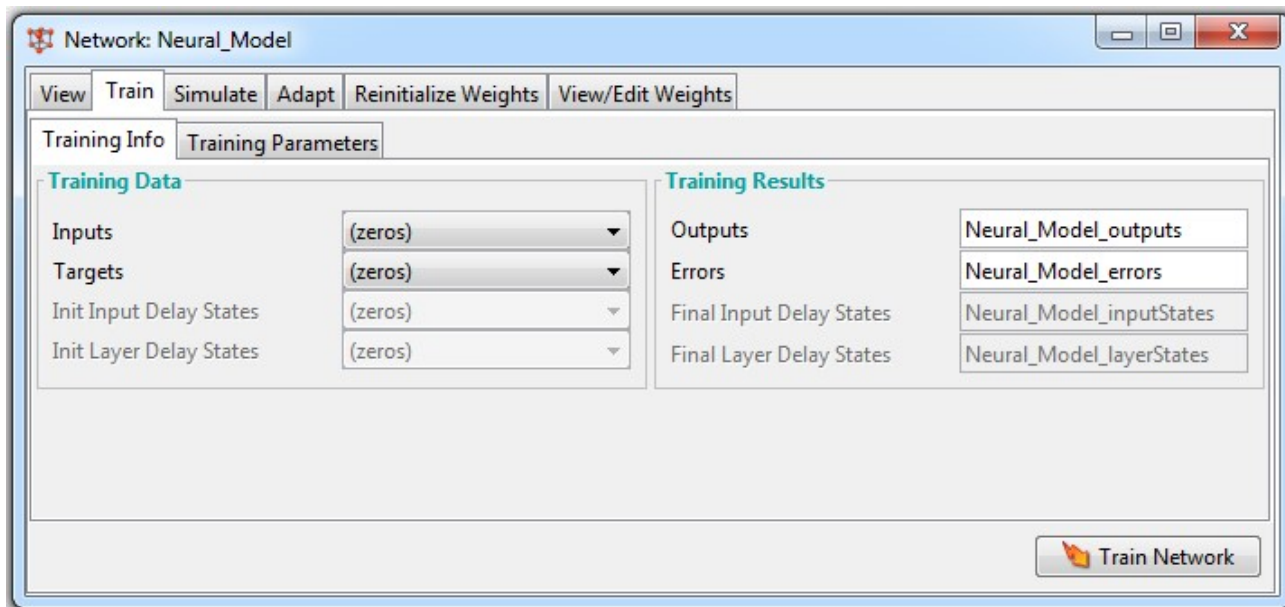 Network: Neural_Model
View Train Simulate Adapt Reinitialize Weights View/Edit Weights
Training Info Training Parameters
Training Data
Inputs (zeros)
Targets (zeros)
Init Input Delay States (zeros)
Init Layer Delay States (zeros)
Training Results
Outputs Neural_Model_outputs
Errors Neural_Model_errors
Final Input Delay States Neural_Model_inputStates
Final Layer Delay States Neural_Model_layerStates
Train Network